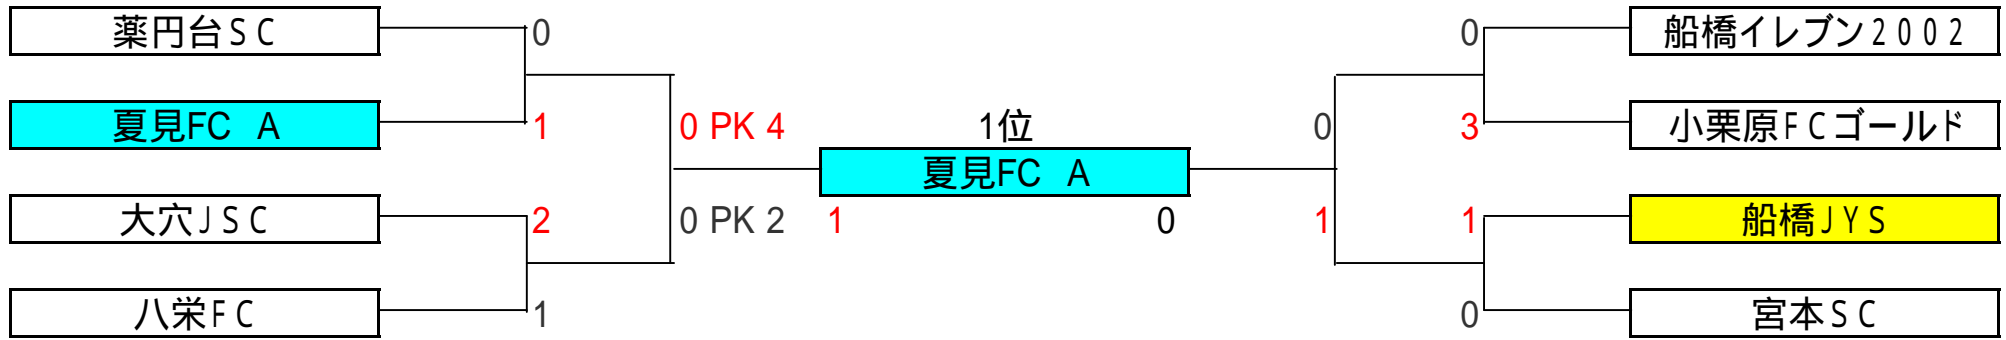 薬円台SC 0 0 船橋イレブン2002
夏見FC A 1 0 PK 4 1位 0 3 小栗原FCゴールド
夏見FC A
大穴JSC 2 0 PK 2 1 0 1 1 船橋JYS
八栄FC 1 0 宮本SC